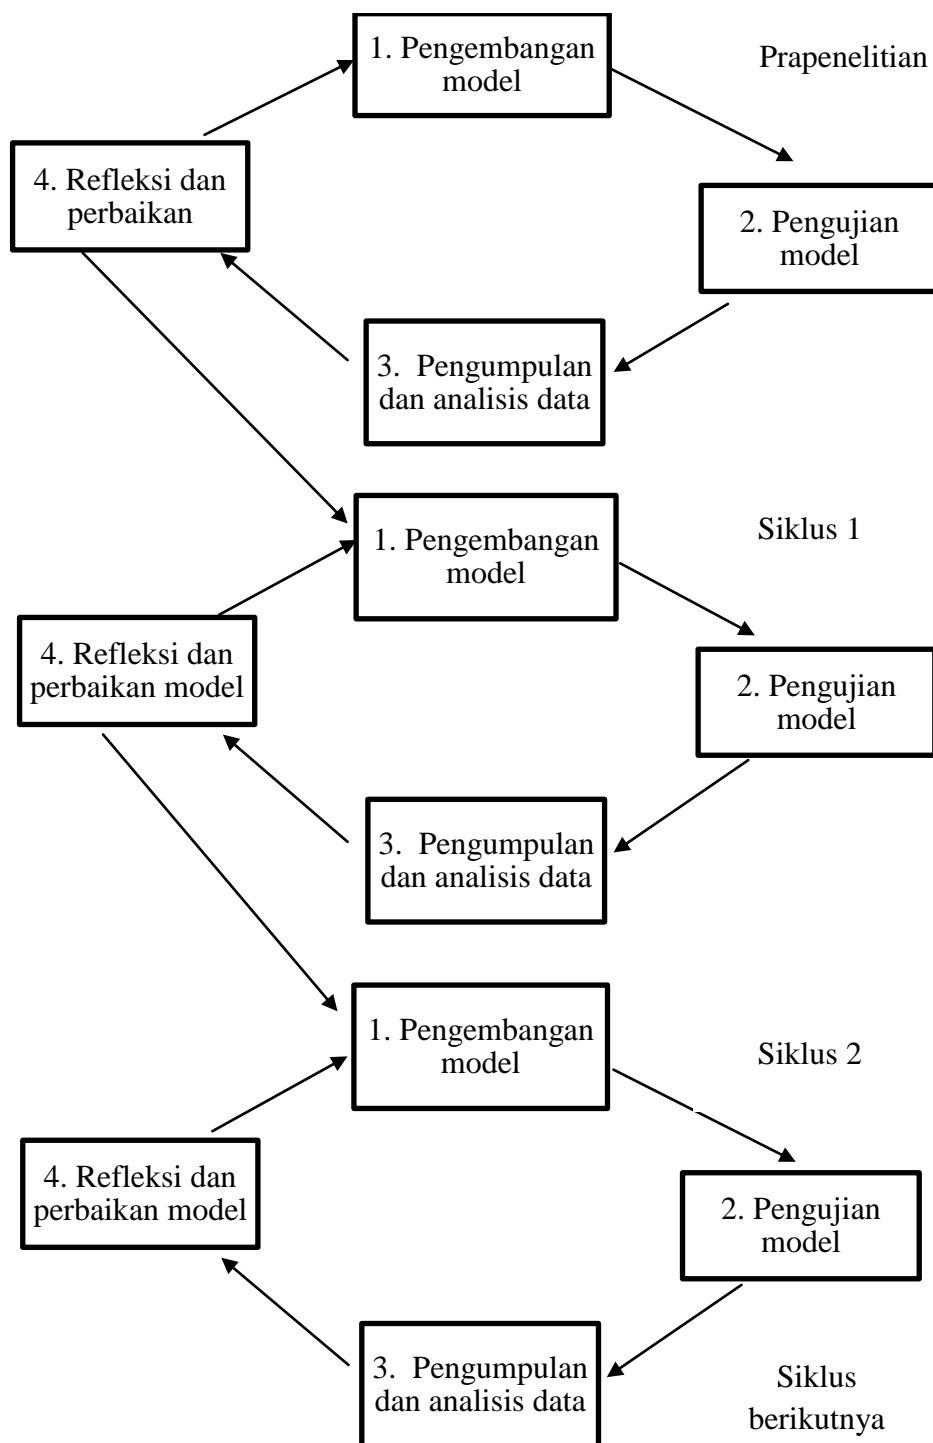 1. Pengembangan
model
Prapenelitian
4. Refleksi dan
perbaikan
2. Pengujian
model
3. Pengumpulan
dan analisis data
1. Pengembangan
model
Siklus 1
4. Refleksi dan
perbaikan model
2. Pengujian
model
3. Pengumpulan
dan analisis data
1. Pengembangan
model
Siklus 2
4. Refleksi dan
perbaikan model
2. Pengujian
model
3. Pengumpulan
dan analisis data
Siklus
berikutnya